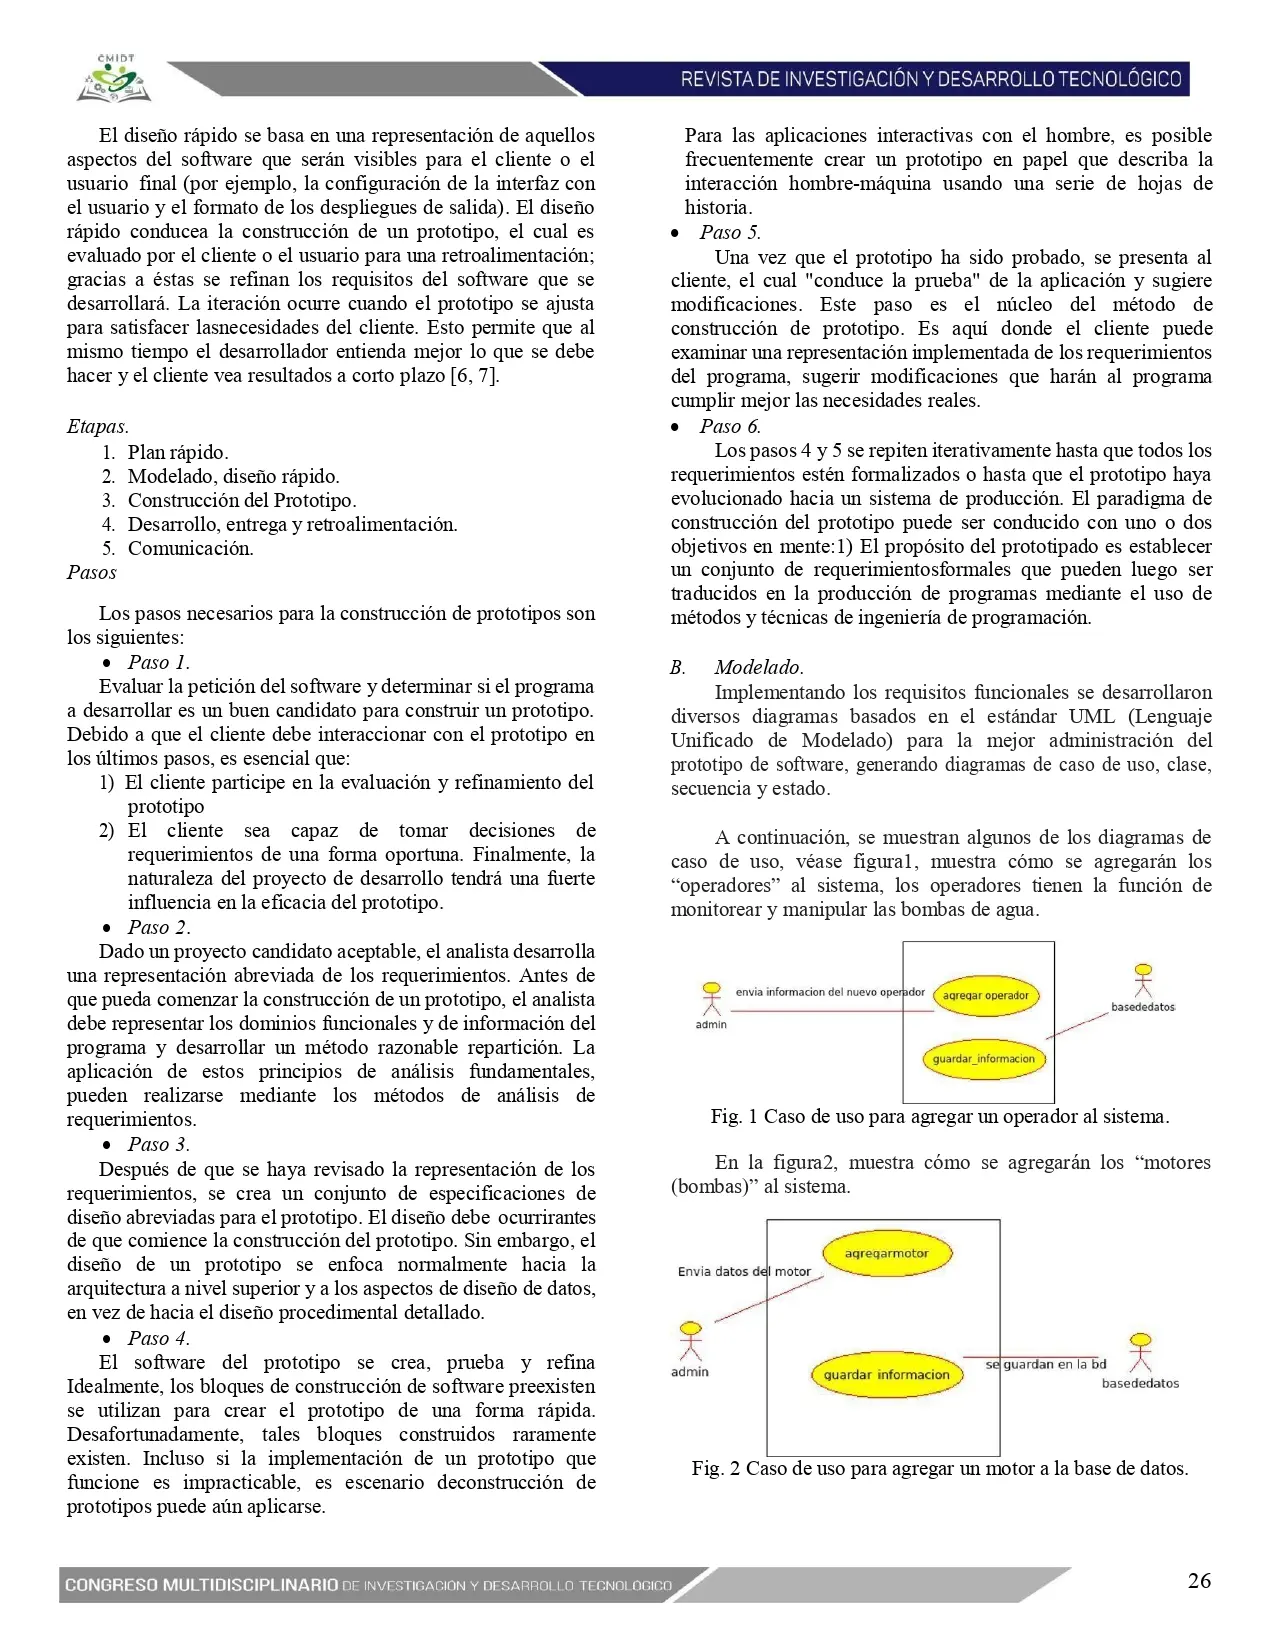 CMIDT
REVISTA DE INVESTIGACIÓN Y DESARROLLO TECNOLÓGICO
El diseño rápido se basa en una representación de aquellos
aspectos del software que serán visibles para el cliente o el
usuario final (por ejemplo, la configuración de la interfaz con
el usuario y el formato de los despliegues de salida). El diseño
rápido conducea la construcción de un prototipo, el cual es
evaluado por el cliente o el usuario para una retroalimentación;
gracias a éstas se refinan los requisitos del software que se
desarrollará. La iteración ocurre cuando el prototipo se ajusta
para satisfacer lasnecesidades del cliente. Esto permite que al
mismo tiempo el desarrollador entienda mejor lo que se debe
hacer y el cliente vea resultados a corto plazo [6, 7].
Etapas.
1. Plan rápido.
2. Modelado, diseño rápido.
3. Construcción del Prototipo.
4. Desarrollo, entrega y retroalimentación.
5. Comunicación.
Pasos
Los pasos necesarios para la construcción de prototipos son
los siguientes:
• Paso 1.
Evaluar la petición del software y determinar si el programa
a desarrollar es un buen candidato para construir un prototipo.
Debido a que el cliente debe interaccionar con el prototipo en
los últimos pasos, es esencial que:
1) El cliente participe en la evaluación y refinamiento del
prototipo
2) El cliente sea capaz de tomar decisiones de
requerimientos de una forma oportuna. Finalmente, la
naturaleza del proyecto de desarrollo tendrá una fuerte
influencia en la eficacia del prototipo.
• Paso 2.
Dado un proyecto candidato aceptable, el analista desarrolla
una representación abreviada de los requerimientos. Antes de
que pueda comenzar la construcción de un prototipo, el analista
debe representar los dominios funcionales y de información del
programa y desarrollar un método razonable repartición. La
aplicación de estos principios de análisis fundamentales,
pueden realizarse mediante los métodos de análisis de
requerimientos.
• Paso 3.
Después de que se haya revisado la representación de los
requerimientos, se crea un conjunto de especificaciones de
diseño abreviadas para el prototipo. El diseño debe ocurrirantes
de que comience la construcción del prototipo. Sin embargo, el
diseño de un prototipo se enfoca normalmente hacia la
arquitectura a nivel superior y a los aspectos de diseño de datos,
en vez de hacia el diseño procedimental detallado.
• Paso 4.
El software del prototipo se crea, prueba y refina
Idealmente, los bloques de construcción de software preexisten
se utilizan para crear el prototipo de una forma rápida.
Desafortunadamente, tales bloques construidos raramente
existen. Incluso si la implementación de un prototipo que
funcione es impracticable, es escenario deconstrucción de
prototipos puede aún aplicarse.
Para las aplicaciones interactivas con el hombre, es posible
frecuentemente crear un prototipo en papel que describa la
interacción hombre-máquina usando una serie de hojas de
historia.
• Paso 5.
Una vez que el prototipo ha sido probado, se presenta al
cliente, el cual "conduce la prueba" de la aplicación y sugiere
modificaciones. Este paso es el núcleo del método de
construcción de prototipo. Es aquí donde el cliente puede
examinar una representación implementada de los requerimientos
del programa, sugerir modificaciones que harán al programa
cumplir mejor las necesidades reales.
• Paso 6.
Los pasos 4 y 5 se repiten iterativamente hasta que todos los
requerimientos estén formalizados o hasta que el prototipo haya
evolucionado hacia un sistema de producción. El paradigma de
construcción del prototipo puede ser conducido con uno o dos
objetivos en mente:1) El propósito del prototipado es establecer
un conjunto de requerimientosformales que pueden luego ser
traducidos en la producción de programas mediante el uso de
métodos y técnicas de ingeniería de programación.
B. Modelado.
Implementando los requisitos funcionales se desarrollaron
diversos diagramas basados en el estándar UML (Lenguaje
Unificado de Modelado) para la mejor administración del
prototipo de software, generando diagramas de caso de uso, clase,
secuencia y estado.
A continuación, se muestran algunos de los diagramas de
caso de uso, véase figura1, muestra cómo se agregarán los
“operadores” al sistema, los operadores tienen la función de
monitorear y manipular las bombas de agua.
envia informacion del nuevo operador
agregar operador
admin
basededatos
guardar_informacion
Fig. 1 Caso de uso para agregar un operador al sistema.
En la figura2, muestra cómo se agregarán los “motores
(bombas)” al sistema.
agregarmotor
Envia datos del motor
admin
guardar informacion
se guardan en la bd
basededatos
Fig. 2 Caso de uso para agregar un motor a la base de datos.
CONGRESO MULTIDISCIPLINARIO DE INVESTIGACIÓN Y DESARROLLO TECNOLÓGICO
26